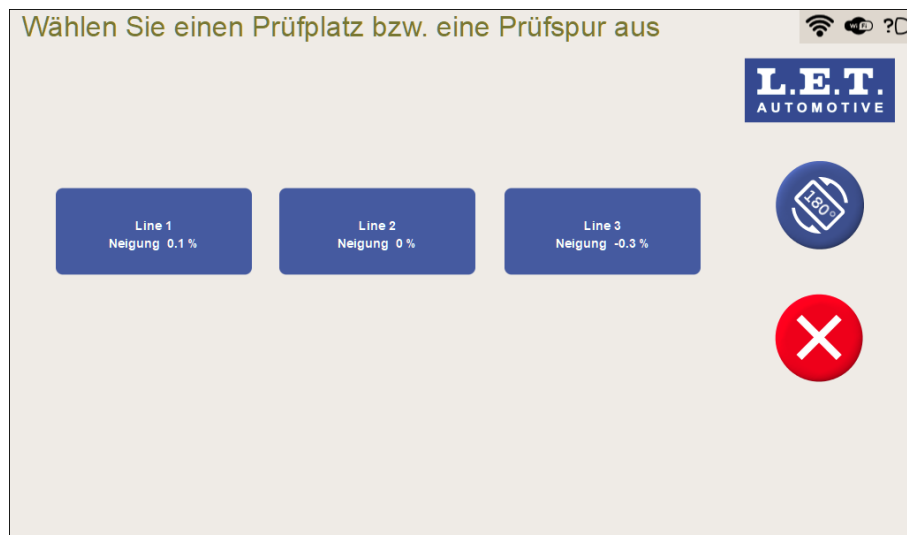 Wählen Sie einen Prüfplatz bzw. eine Prüfspur aus
WiFi
?
L.E.T.
AUTOMOTIVE
Line 1
Neigung 0.1 %
Line 2
Neigung 0 %
Line 3
Neigung -0.3 %
180°